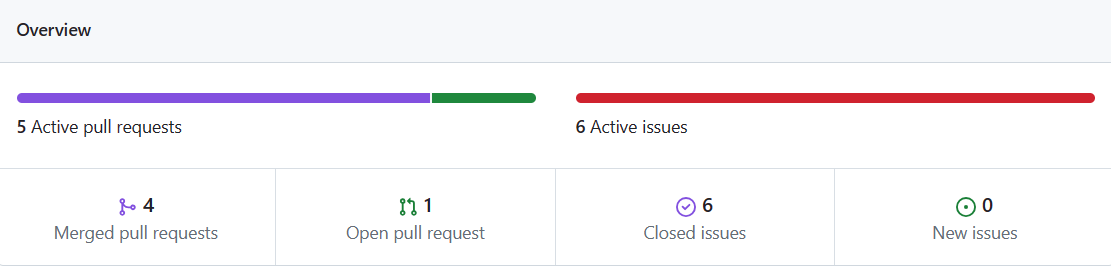 Overview
5 Active pull requests
6 Active issues
4
Merged pull requests
1
Open pull request
6
Closed issues
0
New issues